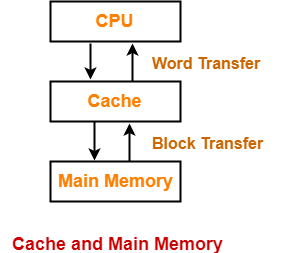 CPU
Word Transfer
Cache
Block Transfer
Main Memory
Cache and Main Memory